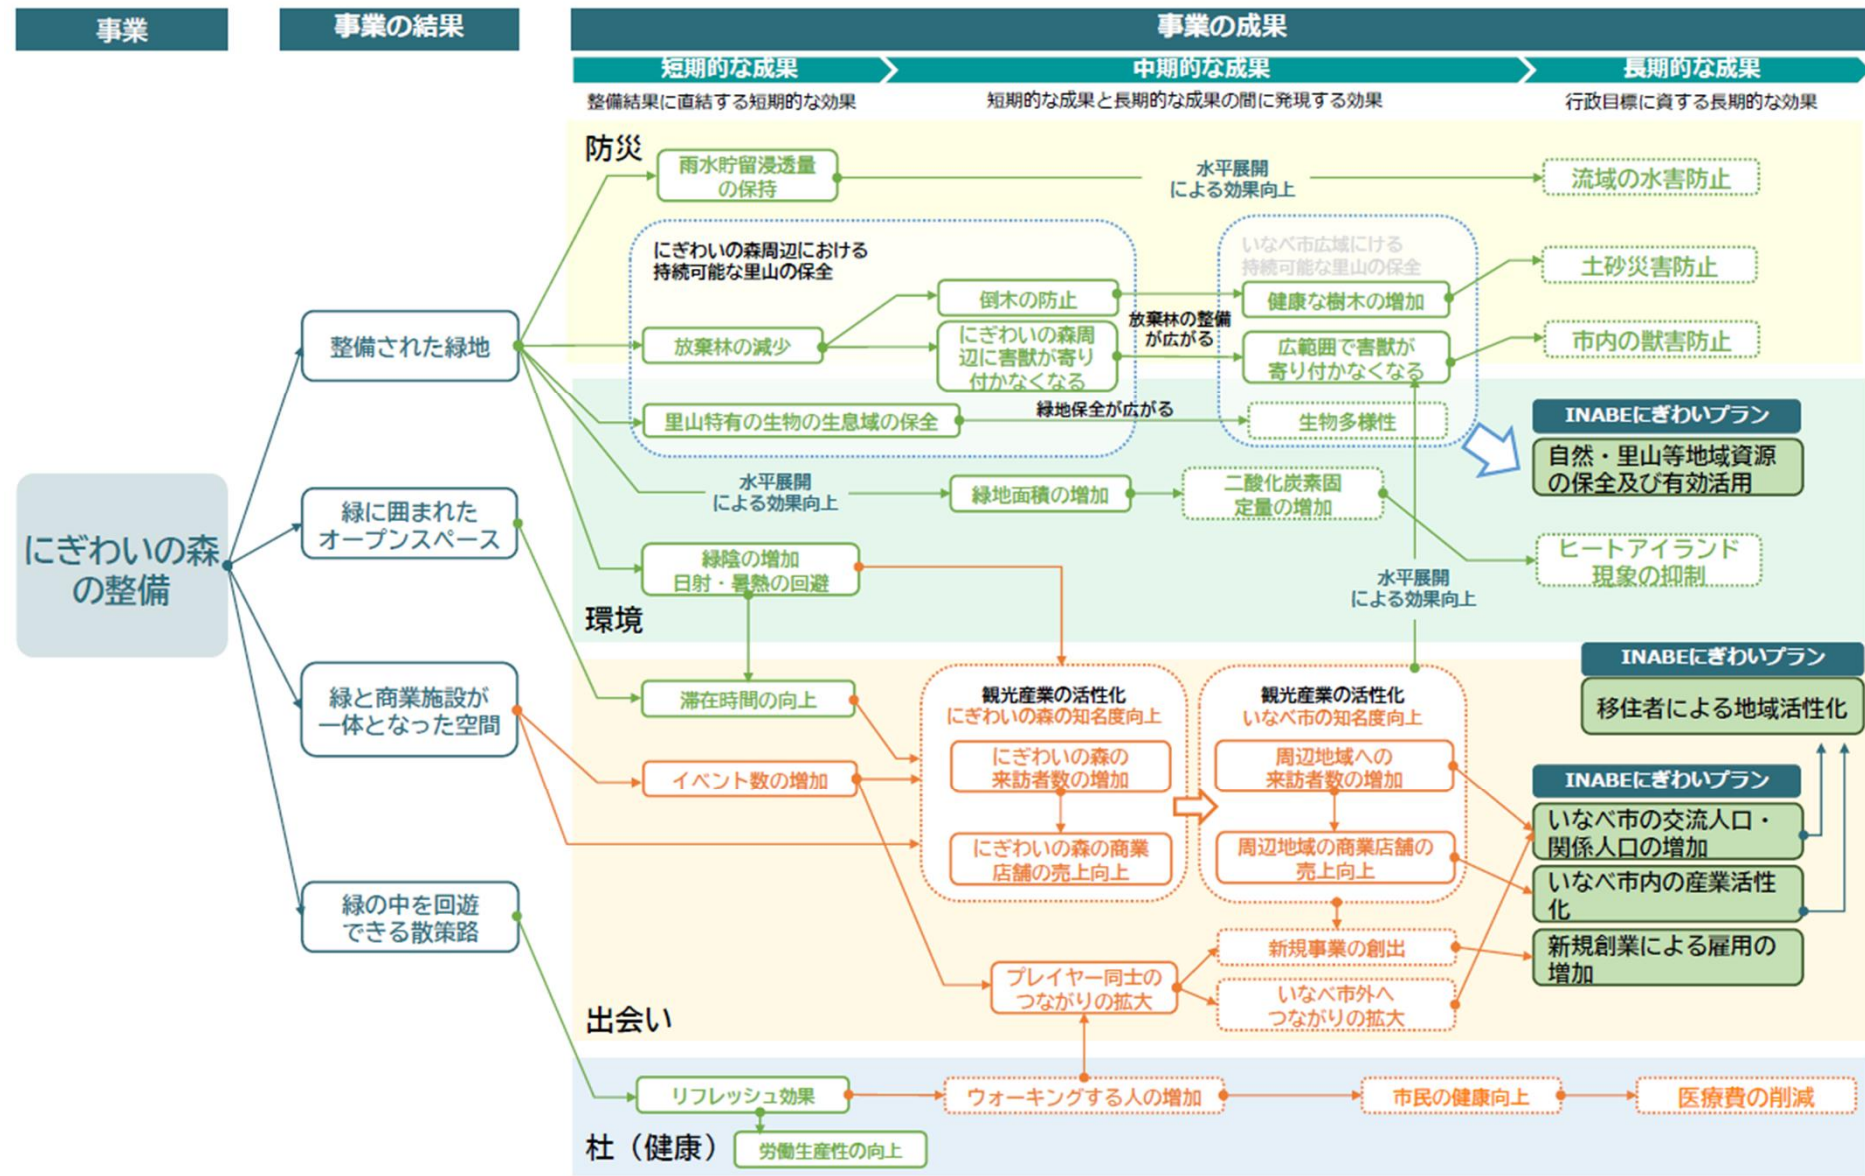 事業
事業の結果
事業の成果
短期的な成果
中期的な成果
長期的な成果
整備結果に直結する短期的な効果
短期的な成果と長期的な成果の間に発現する効果
行政目標に資する長期的な効果
にぎわいの森
の整備
整備された緑地
緑に囲まれた
オープンスペース
緑と商業施設が
一体となった空間
緑の中を回遊
できる散策路
防災
雨水貯留浸透量
の保持
水平展開
による効果向上
流域の水害防止
にぎわいの森周辺における
持続可能な里山の保全
いなべ市広域にける
持続可能な里山の保全
土砂災害防止
倒木の防止
健康な樹木の増加
放棄林の整備
が広がる
放棄林の減少
にぎわいの森周
辺に害獣が寄り
付かなくなる
広範囲で害獣が
寄り付かなくなる
市内の獣害防止
里山特有の生物の生息域の保全
緑地保全が広がる
生物多様性
INABEにぎわいプラン
自然・里山等地域資源
の保全及び有効活用
水平展開
による効果向上
緑地面積の増加
二酸化炭素固
定量の増加
緑陰の増加
日射・暑熱の回避
ヒートアイランド
現象の抑制
水平展開
による効果向上
環境
滞在時間の向上
観光産業の活性化
にぎわいの森の知名度向上
にぎわいの森の
来訪者数の増加
にぎわいの森の商業
店舗の売上向上
観光産業の活性化
いなべ市の知名度向上
周辺地域への
来訪者数の増加
周辺地域の商業店舗の
売上向上
INABEにぎわいプラン
移住者による地域活性化
イベント数の増加
INABEにぎわいプラン
いなべ市の交流人口・
関係人口の増加
いなべ市内の産業活性
化
新規創業による雇用の
増加
プレイヤー同士の
つながりの拡大
新規事業の創出
いなべ市外へ
つながりの拡大
出会い
リフレッシュ効果
ウォーキングする人の増加
市民の健康向上
医療費の削減
杜（健康）
労働生産性の向上